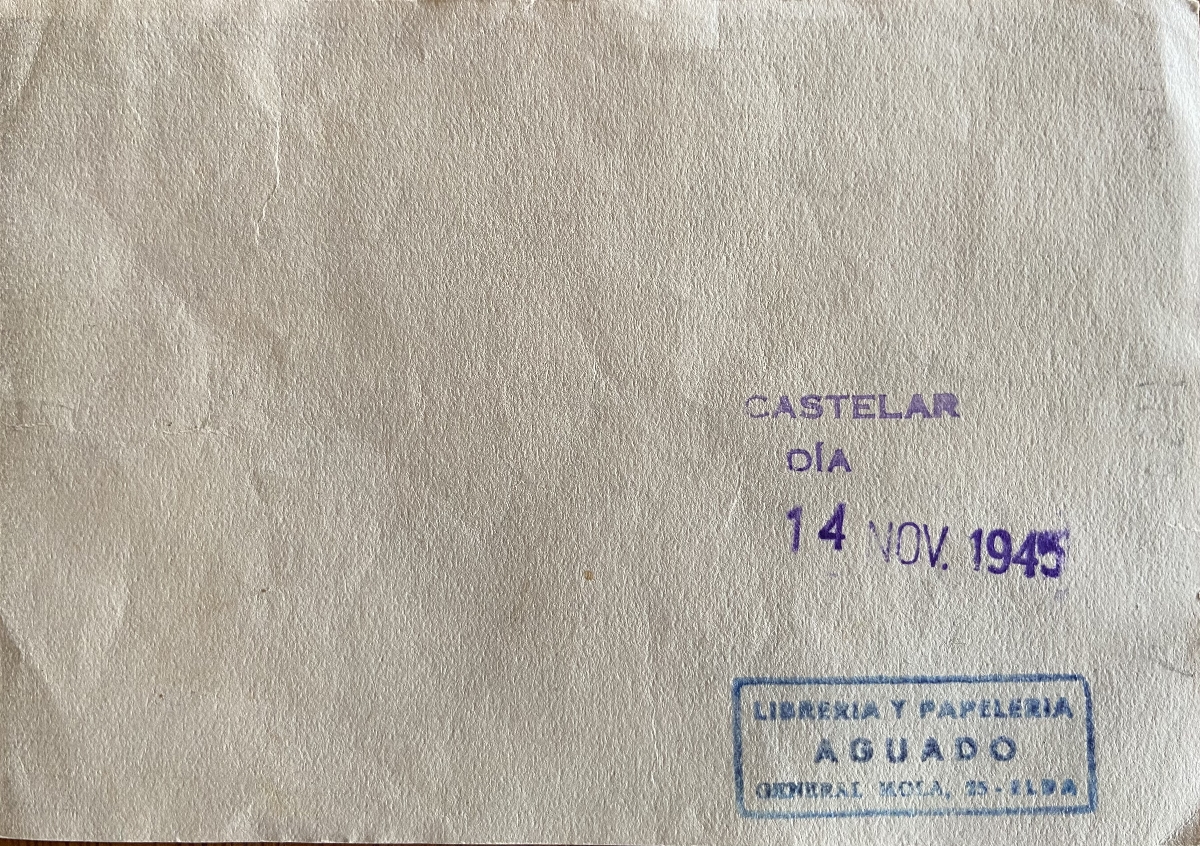 CASTELAR
DÍA
14 NOV. 1945
LIBRERIA Y PAPELERIA
AGUADO
GENERAL MOLA, 25 - ELDA